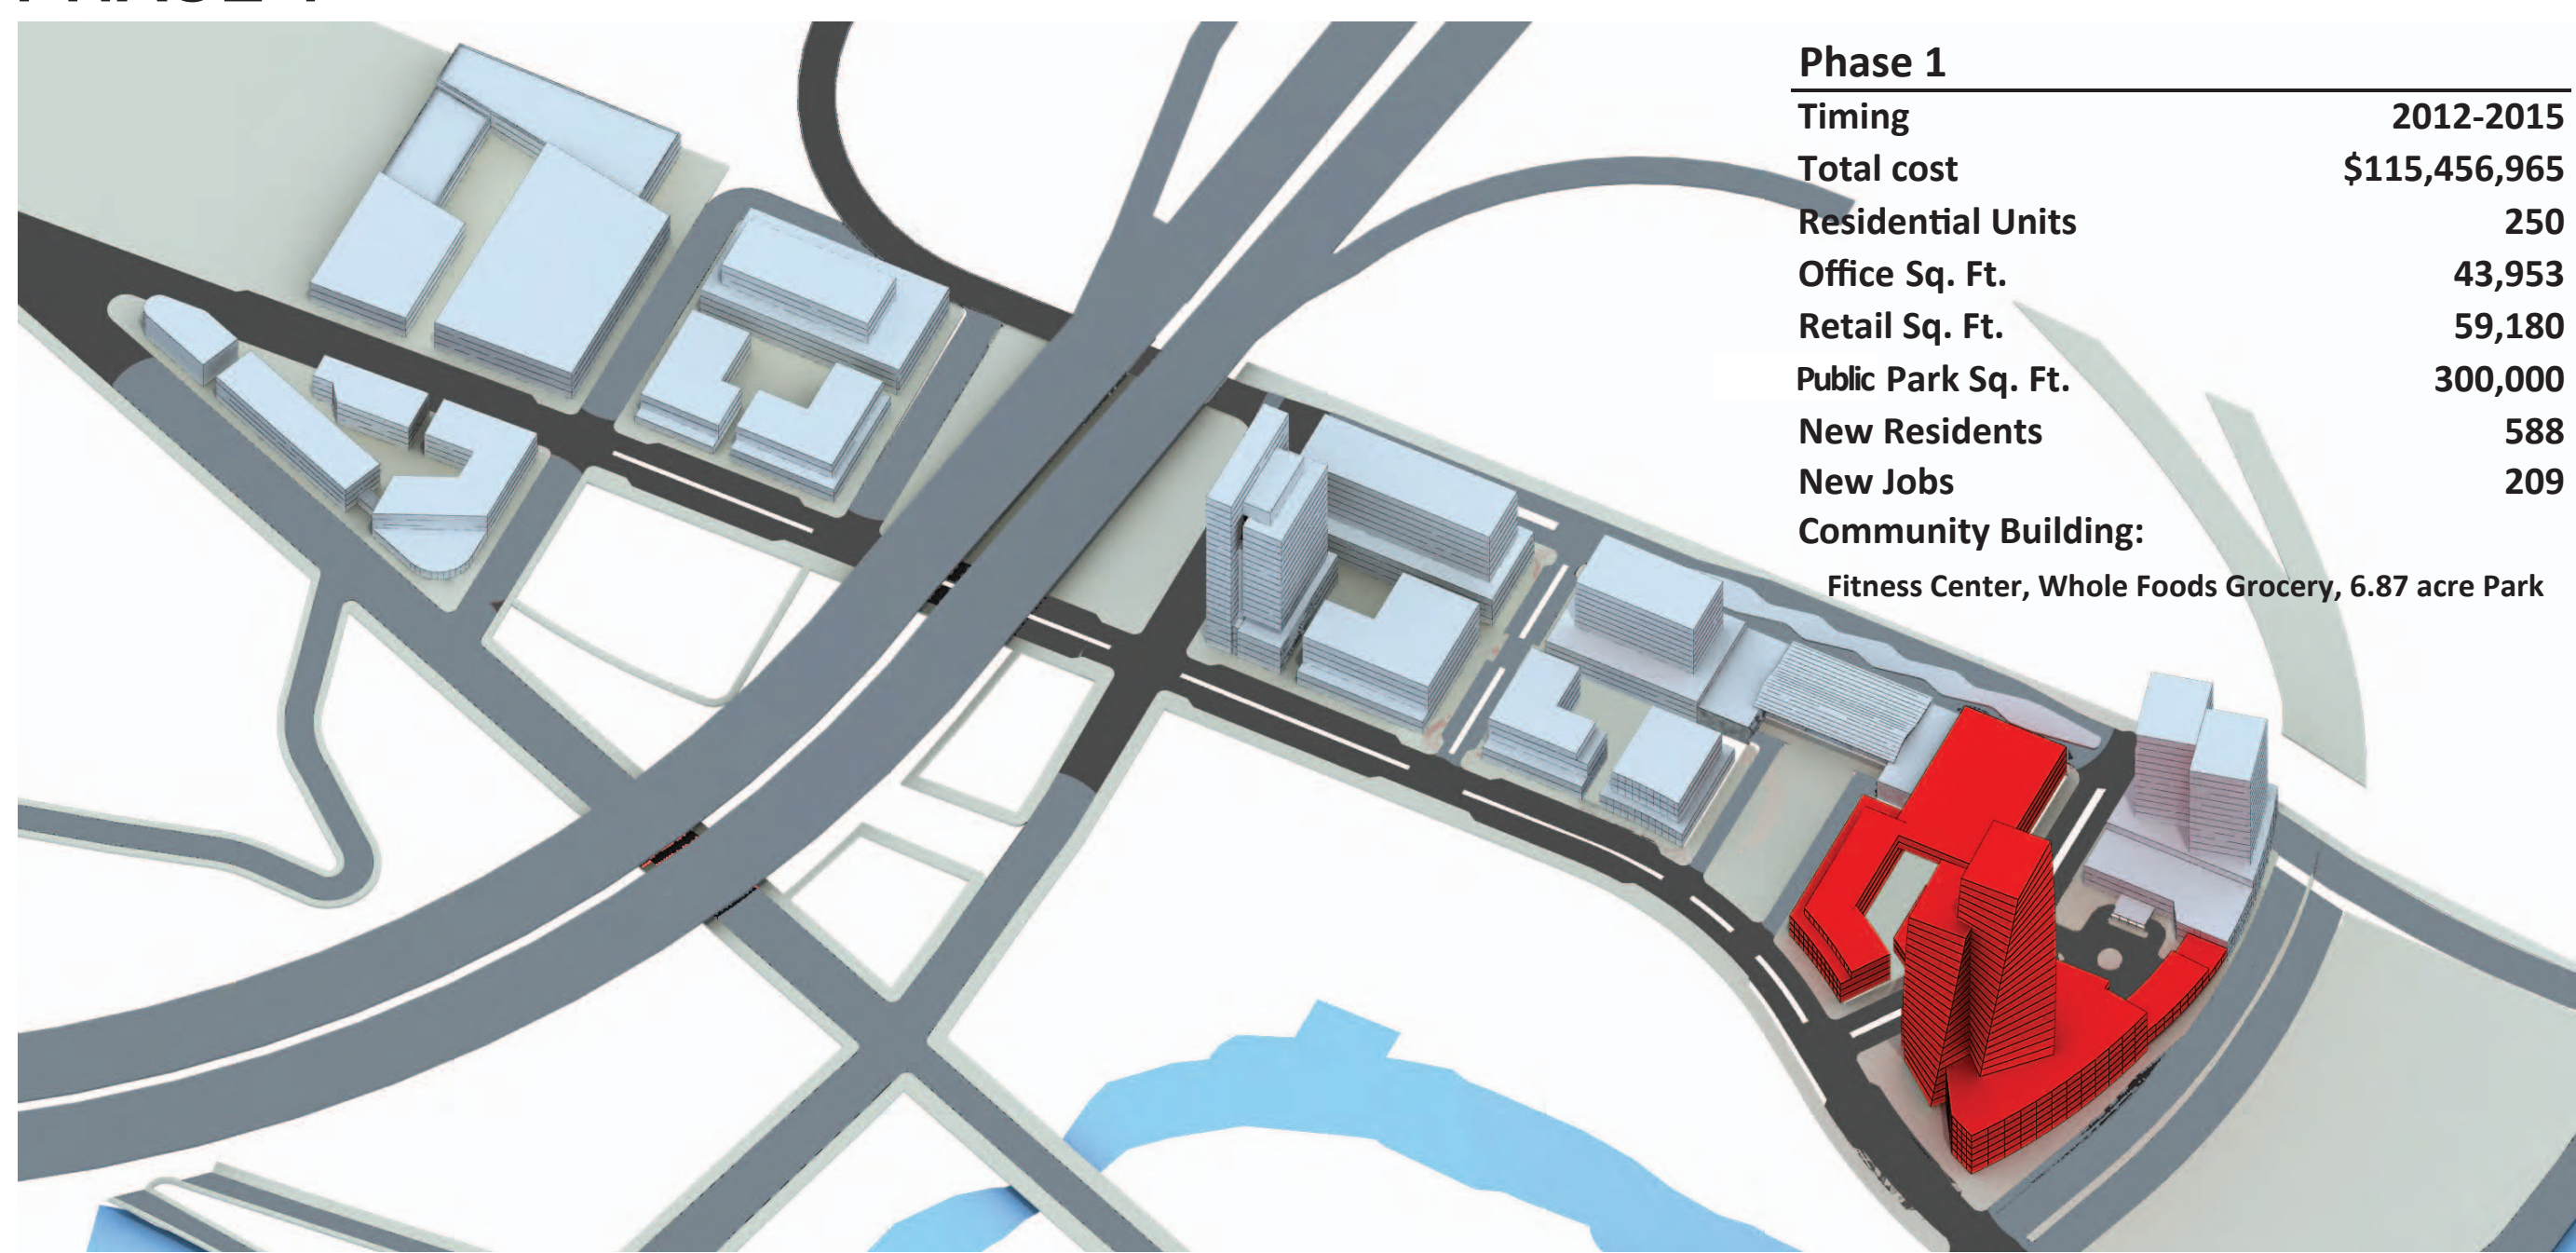 Phase 1
Timing 2012-2015
Total cost $115,456,965
Residential Units 250
Office Sq. Ft. 43,953
Retail Sq. Ft. 59,180
Public Park Sq. Ft. 300,000
New Residents 588
New Jobs 209
Community Building:
Fitness Center, Whole Foods Grocery, 6.87 acre Park